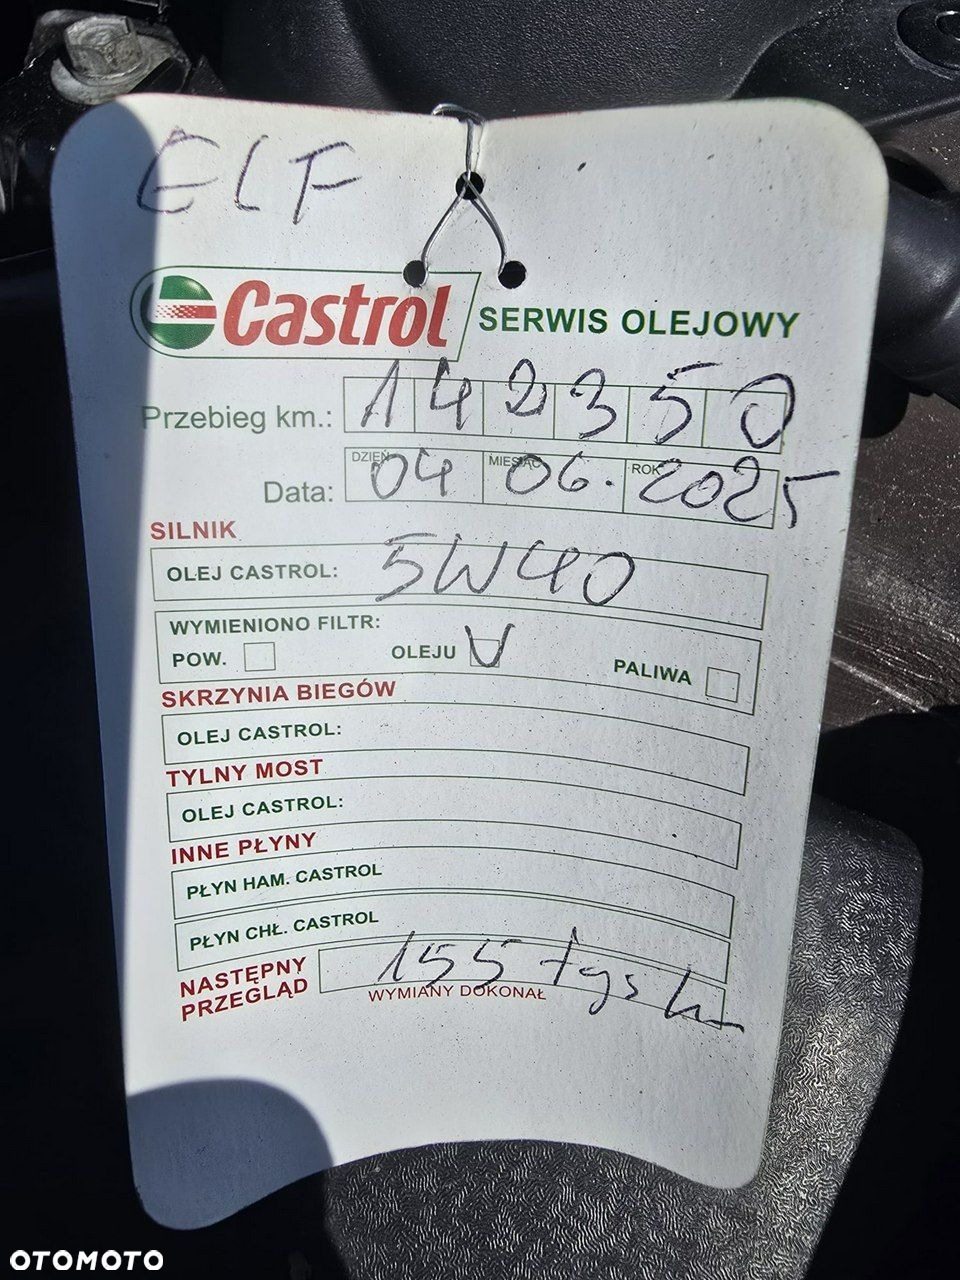 ELF
Castrol SERWIS OLEJOWY
Przebieg km.: 142350
DZIEŃ MIESIĄC ROK
Data: 04 06. 2025
SILNIK
OLEJ CASTROL: 5W40
WYMIENIONO FILTR:
POW. OLEJU V PALIWA
SKRZYNIA BIEGÓW
OLEJ CASTROL:
TYLNY MOST
OLEJ CASTROL:
INNE PŁYNY
PŁYN HAM. CASTROL
PŁYN CHŁ. CASTROL
NASTĘPNY PRZEGLĄD 155 tys km
WYMIANY DOKONAŁ
OTOMOTO